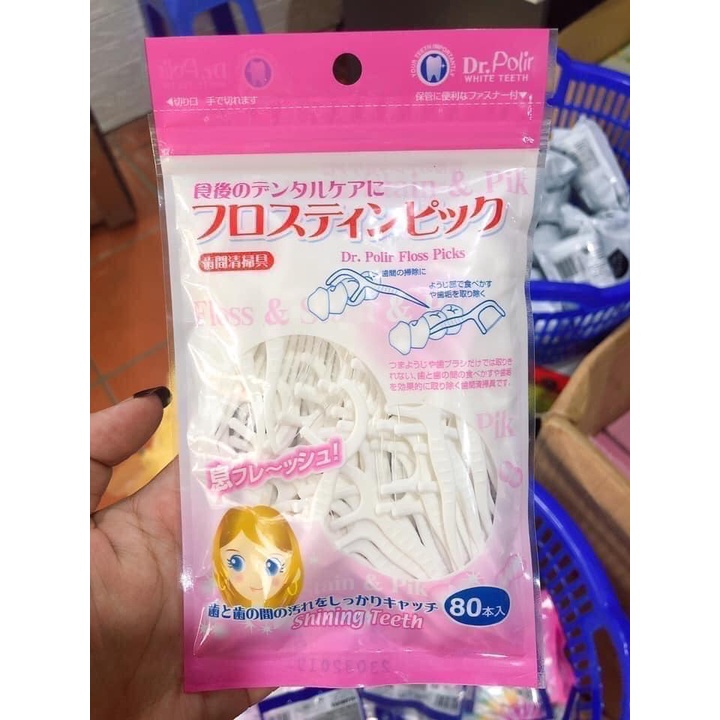 YOUR TEETH IMPORTANT
Dr.Polir
WHITE TEETH
◀切り口 手で切れます
保管に便利なファスナー付▼
食後のデンタルケアに
フロスティンピック
歯間清掃具
Dr. Polir Floss Picks
歯間の掃除に
ようじ部で食べかす
や歯垢を取り除く
Floss &
つまようじや歯ブラシだけでは取りき
れない、歯と歯の間の食べかすや歯垢
を効果的に取り除く歯間清掃具です。
& Pik
Pik
息フレ〜ッシュ!
& Pik
歯と歯の間の汚れをしっかりキャッチ
80本入
Shining Teeth